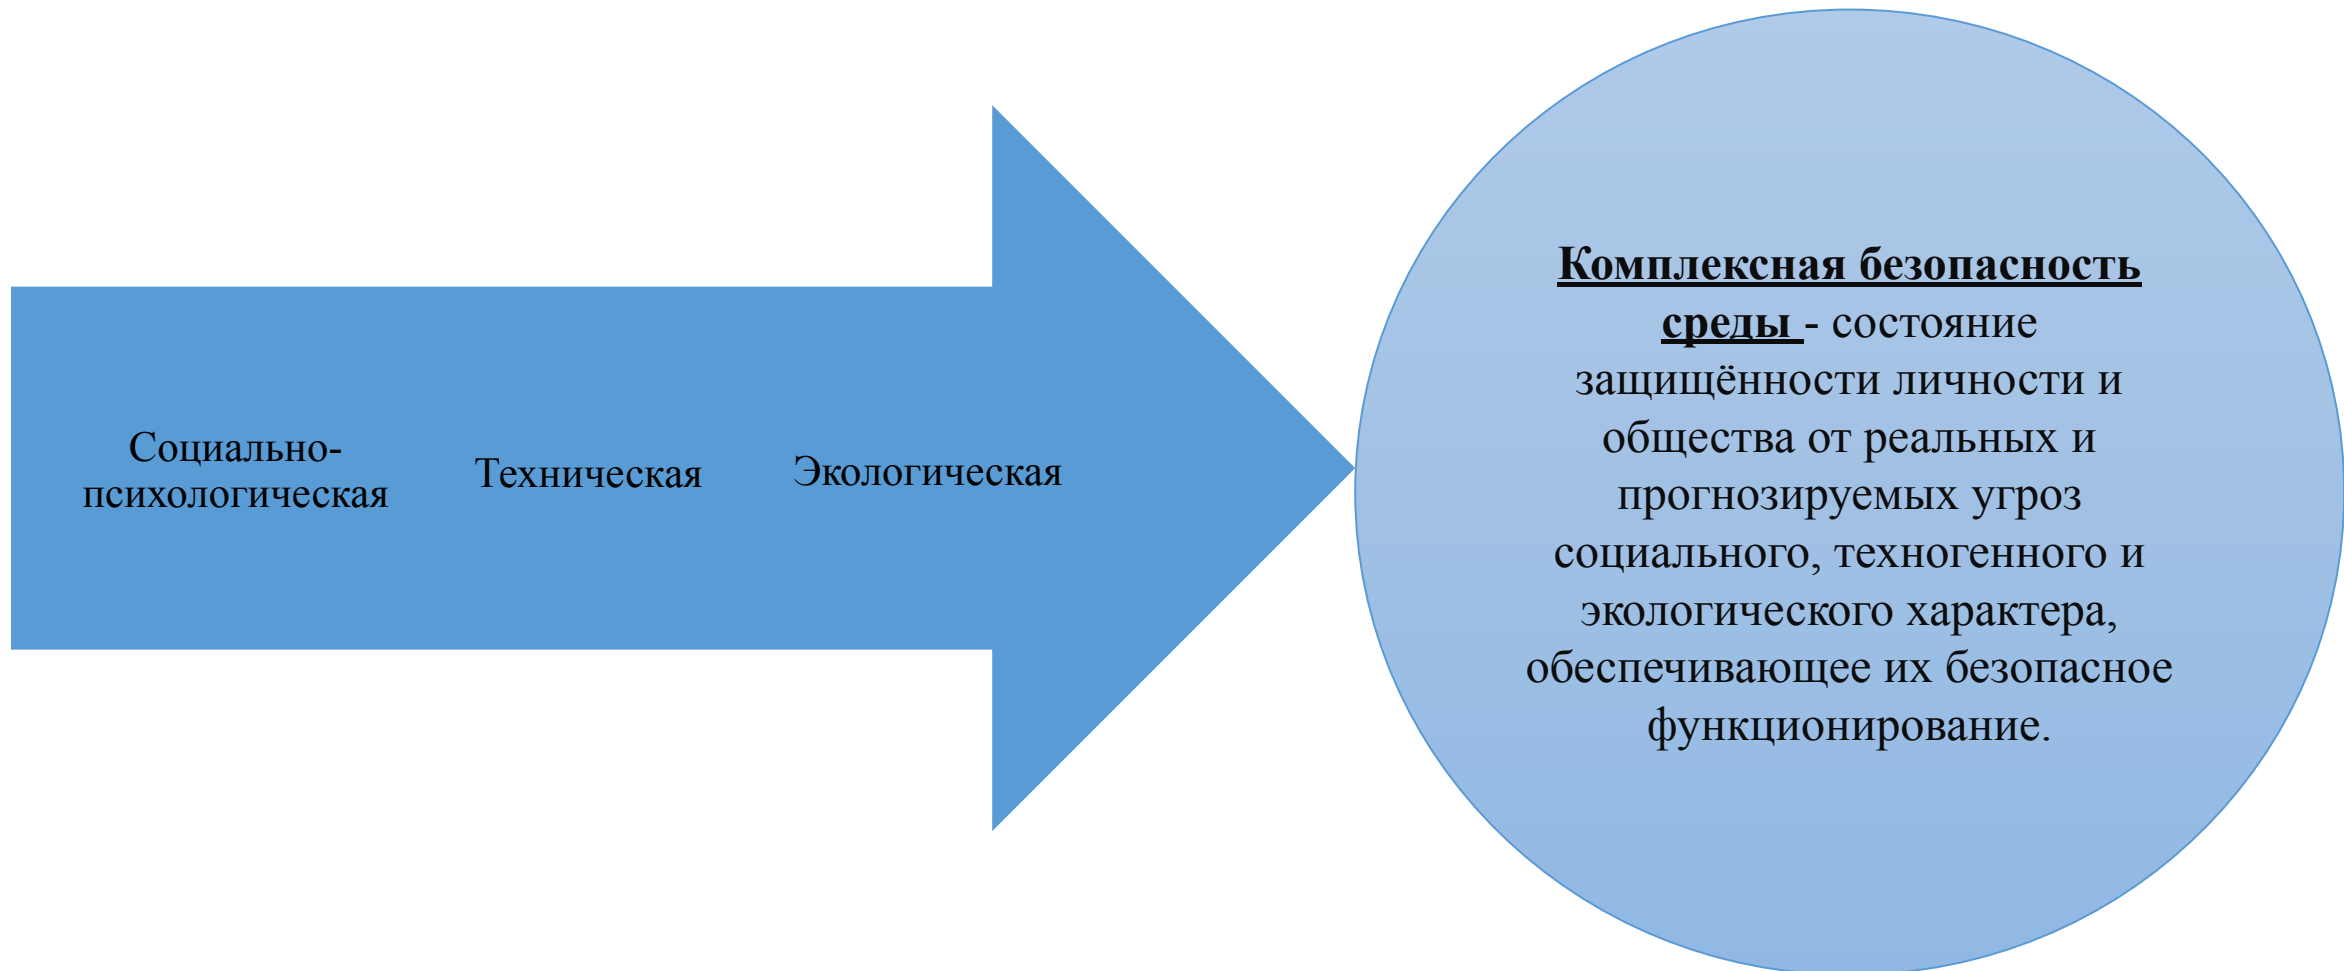 Социально-
психологическая
Техническая
Экологическая
Комплексная безопасность
среды - состояние
защищённости личности и
общества от реальных и
прогнозируемых угроз
социального, техногенного и
экологического характера,
обеспечивающее их безопасное
функционирование.